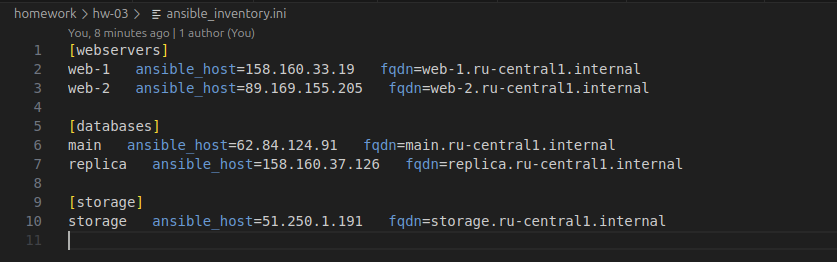 homework > hw-03 > ansible_inventory.ini
You, 8 minutes ago | 1 author (You)
1 [webservers]
2 web-1 ansible_host=158.160.33.19 fqdn=web-1.ru-central1.internal
3 web-2 ansible_host=89.169.155.205 fqdn=web-2.ru-central1.internal
4
5 [databases]
6 main ansible_host=62.84.124.91 fqdn=main.ru-central1.internal
7 replica ansible_host=158.160.37.126 fqdn=replica.ru-central1.internal
8
9 [storage]
10 storage ansible_host=51.250.1.191 fqdn=storage.ru-central1.internal
11